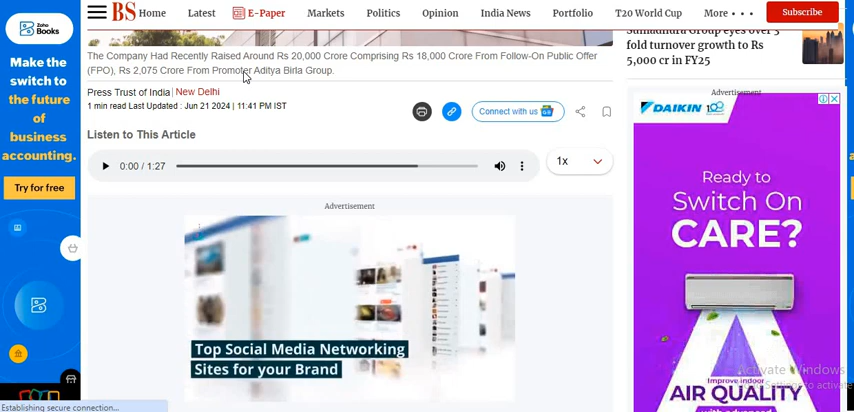 Zoho
Books
Make the
switch to
the future
of
business
accounting.
Try for free
BS Home Latest E-Paper Markets Politics Opinion India News Portfolio T20 World Cup More
Subscribe
The Company Had Recently Raised Around Rs 20,000 Crore Comprising Rs 18,000 Crore From Follow-On Public Offer
(FPO), Rs 2,075 Crore From Promoter Aditya Birla Group.
Press Trust of India | New Delhi
1 min read Last Updated : Jun 21 2024 | 11:41 PM IST
Connect with us
Listen to This Article
0:00 / 1:27
1x
Advertisement
Top Social Media Networking
Sites for your Brand
fold turnover growth to Rs
5,000 cr in FY25
Advertisement
DAIKIN
Ready to
Switch On
CARE?
Activate Windows
Improve indoor
AIR QUALITY
Establishing secure connection...